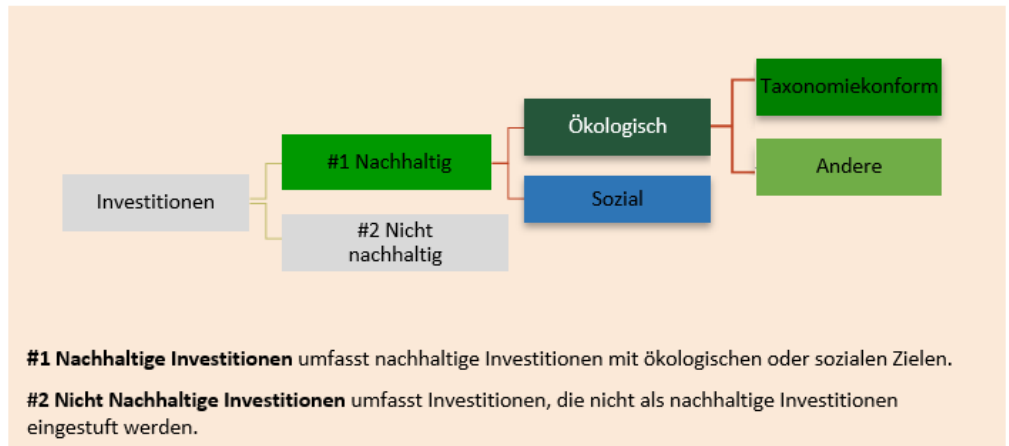 Taxonomiekonform
Ökologisch
Andere
#1 Nachhaltig
Sozial
Investitionen
#2 Nicht
nachhaltig
#1 Nachhaltige Investitionen umfasst nachhaltige Investitionen mit ökologischen oder sozialen Zielen.
#2 Nicht Nachhaltige Investitionen umfasst Investitionen, die nicht als nachhaltige Investitionen
eingestuft werden.